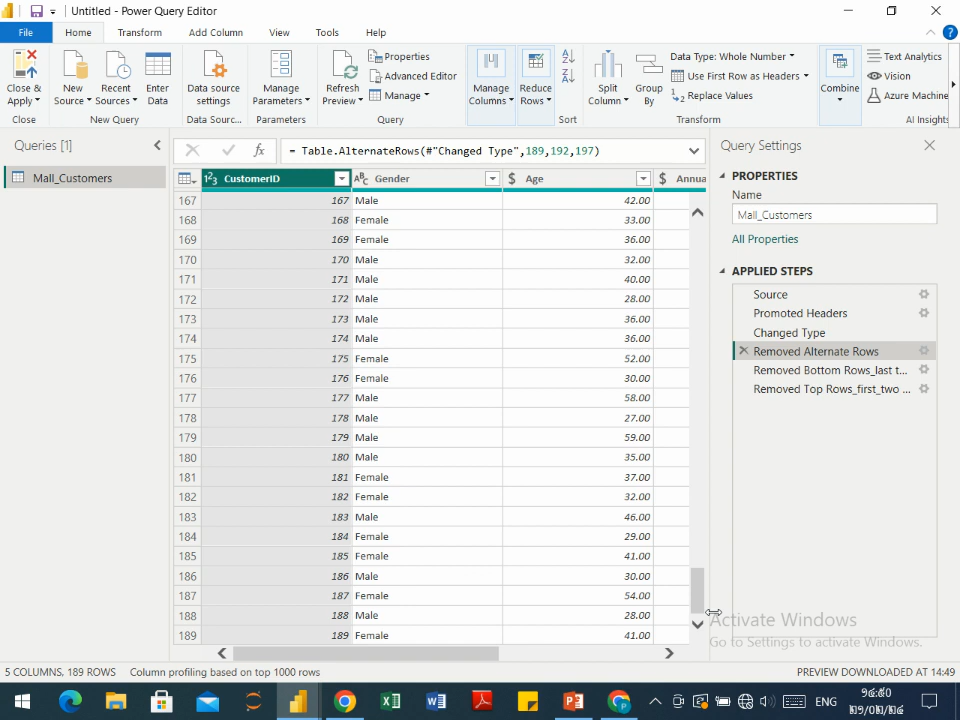 Untitled - Power Query Editor
File Home Transform Add Column View Tools Help
Close & Apply
New Source
Recent Sources
Enter Data
Data source settings
Manage Parameters
Refresh Preview
Properties
Advanced Editor
Manage
Manage Columns
Reduce Rows
Split Column
Group By
Data Type: Whole Number
Use First Row as Headers
Replace Values
Combine
Text Analytics
Vision
Azure Machine
Close New Query Data Sourc... Parameters Query Sort Transform AI Insights
Queries [1]
Mall_Customers
fx = Table.AlternateRows(#"Changed Type",189,192,197)
123 CustomerID ABC Gender $ Age $ Annua
167 167 Male 42.00
168 168 Female 33.00
169 169 Female 36.00
170 170 Male 32.00
171 171 Male 40.00
172 172 Male 28.00
173 173 Male 36.00
174 174 Male 36.00
175 175 Female 52.00
176 176 Female 30.00
177 177 Male 58.00
178 178 Male 27.00
179 179 Male 59.00
180 180 Male 35.00
181 181 Female 37.00
182 182 Female 32.00
183 183 Male 46.00
184 184 Female 29.00
185 185 Female 41.00
186 186 Male 30.00
187 187 Female 54.00
188 188 Male 28.00
189 189 Female 41.00
Query Settings
PROPERTIES
Name
Mall_Customers
All Properties
APPLIED STEPS
Source
Promoted Headers
Changed Type
Removed Alternate Rows
Removed Bottom Rows_last t...
Removed Top Rows_first_two ...
Activate Windows
Go to Settings to activate Windows.
5 COLUMNS, 189 ROWS Column profiling based on top 1000 rows PREVIEW DOWNLOADED AT 14:49
ENG